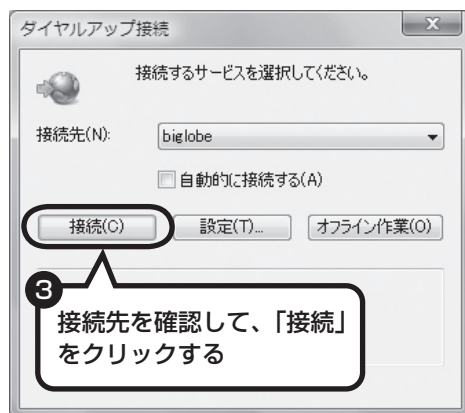 ダイヤルアップ接続
接続するサービスを選択してください。
接続先(N):
biglobe
自動的に接続する(A)
接続(C)
設定(T)...
オフライン作業(O)
3
接続先を確認して、「接続」
をクリックする